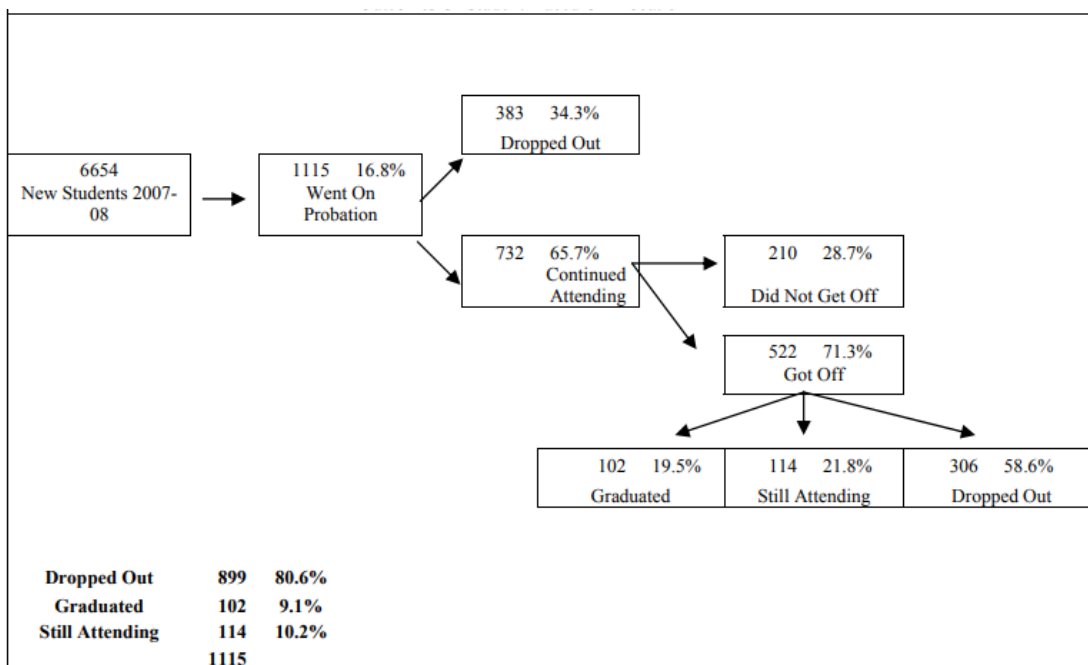 383 34.3%
Dropped Out
6654
New Students 2007-
08
1115 16.8%
Went On
Probation
732 65.7%
Continued
Attending
210 28.7%
Did Not Get Off
522 71.3%
Got Off
102 19.5%
Graduated
114 21.8%
Still Attending
306 58.6%
Dropped Out
Dropped Out 899 80.6%
Graduated 102 9.1%
Still Attending 114 10.2%
1115